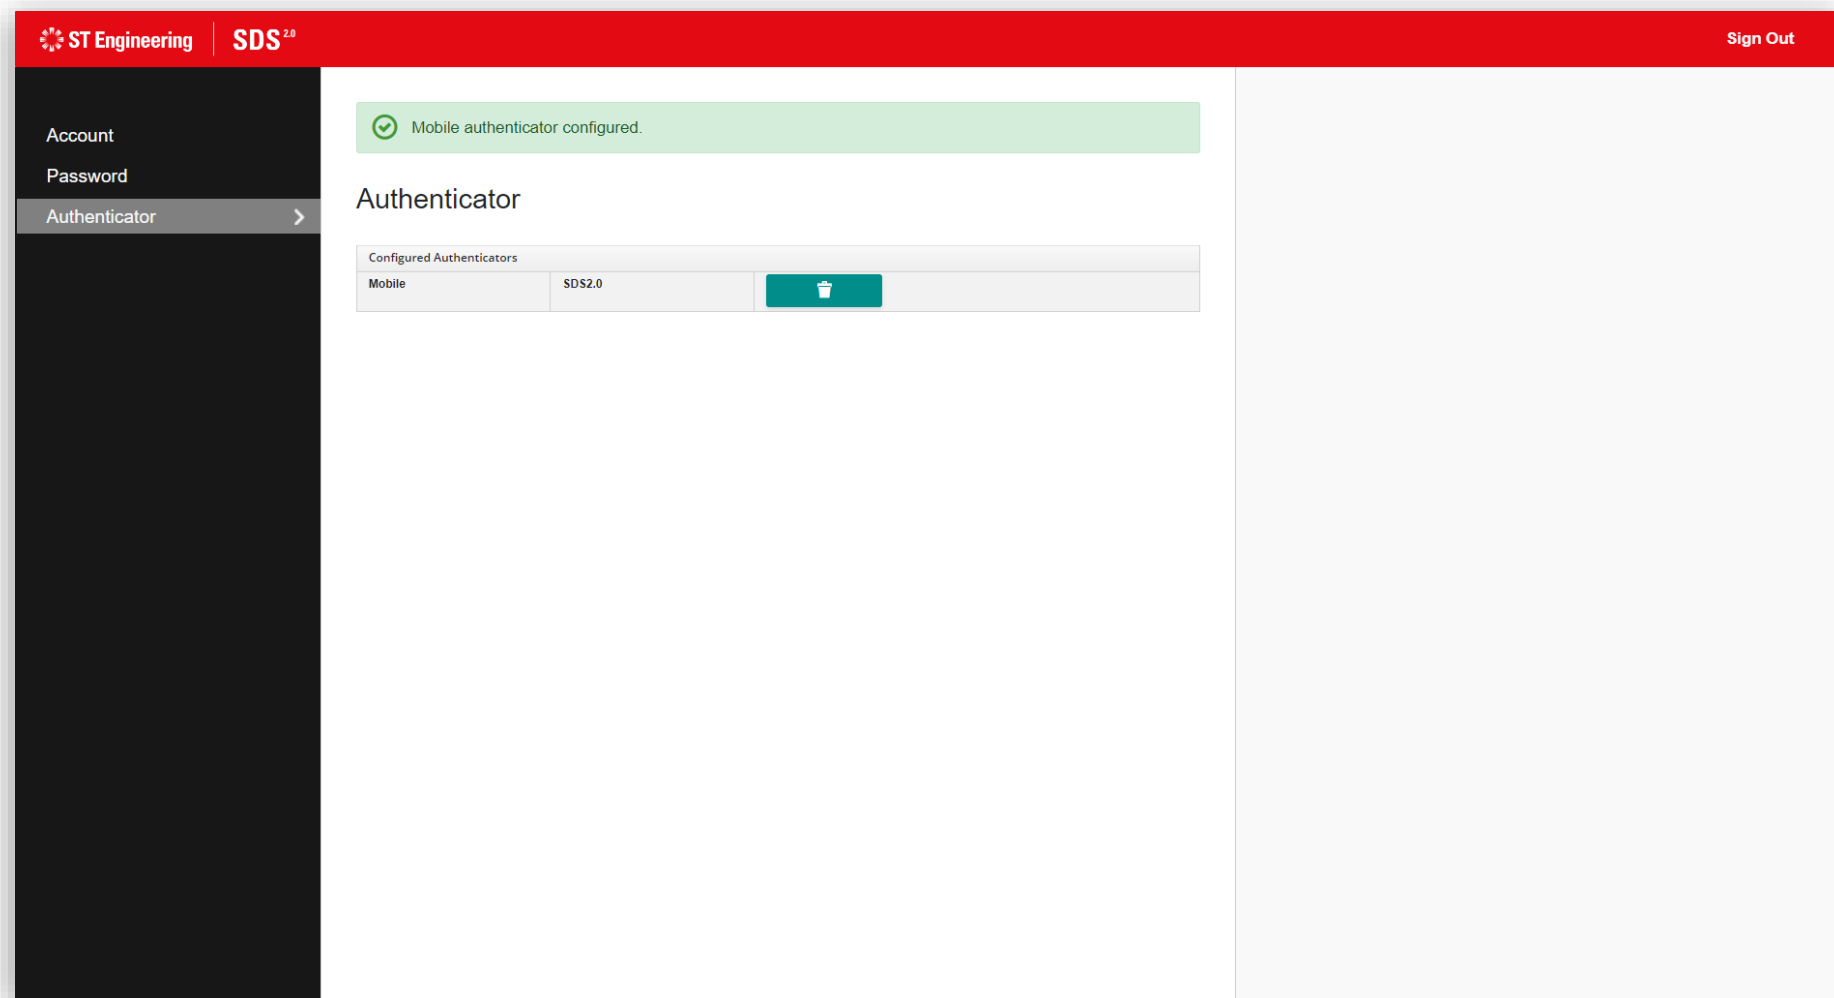 ST Engineering
SDS 2.0
Sign Out
Account
Password
Authenticator
Mobile authenticator configured.
Authenticator
Configured Authenticators
Mobile SDS2.0